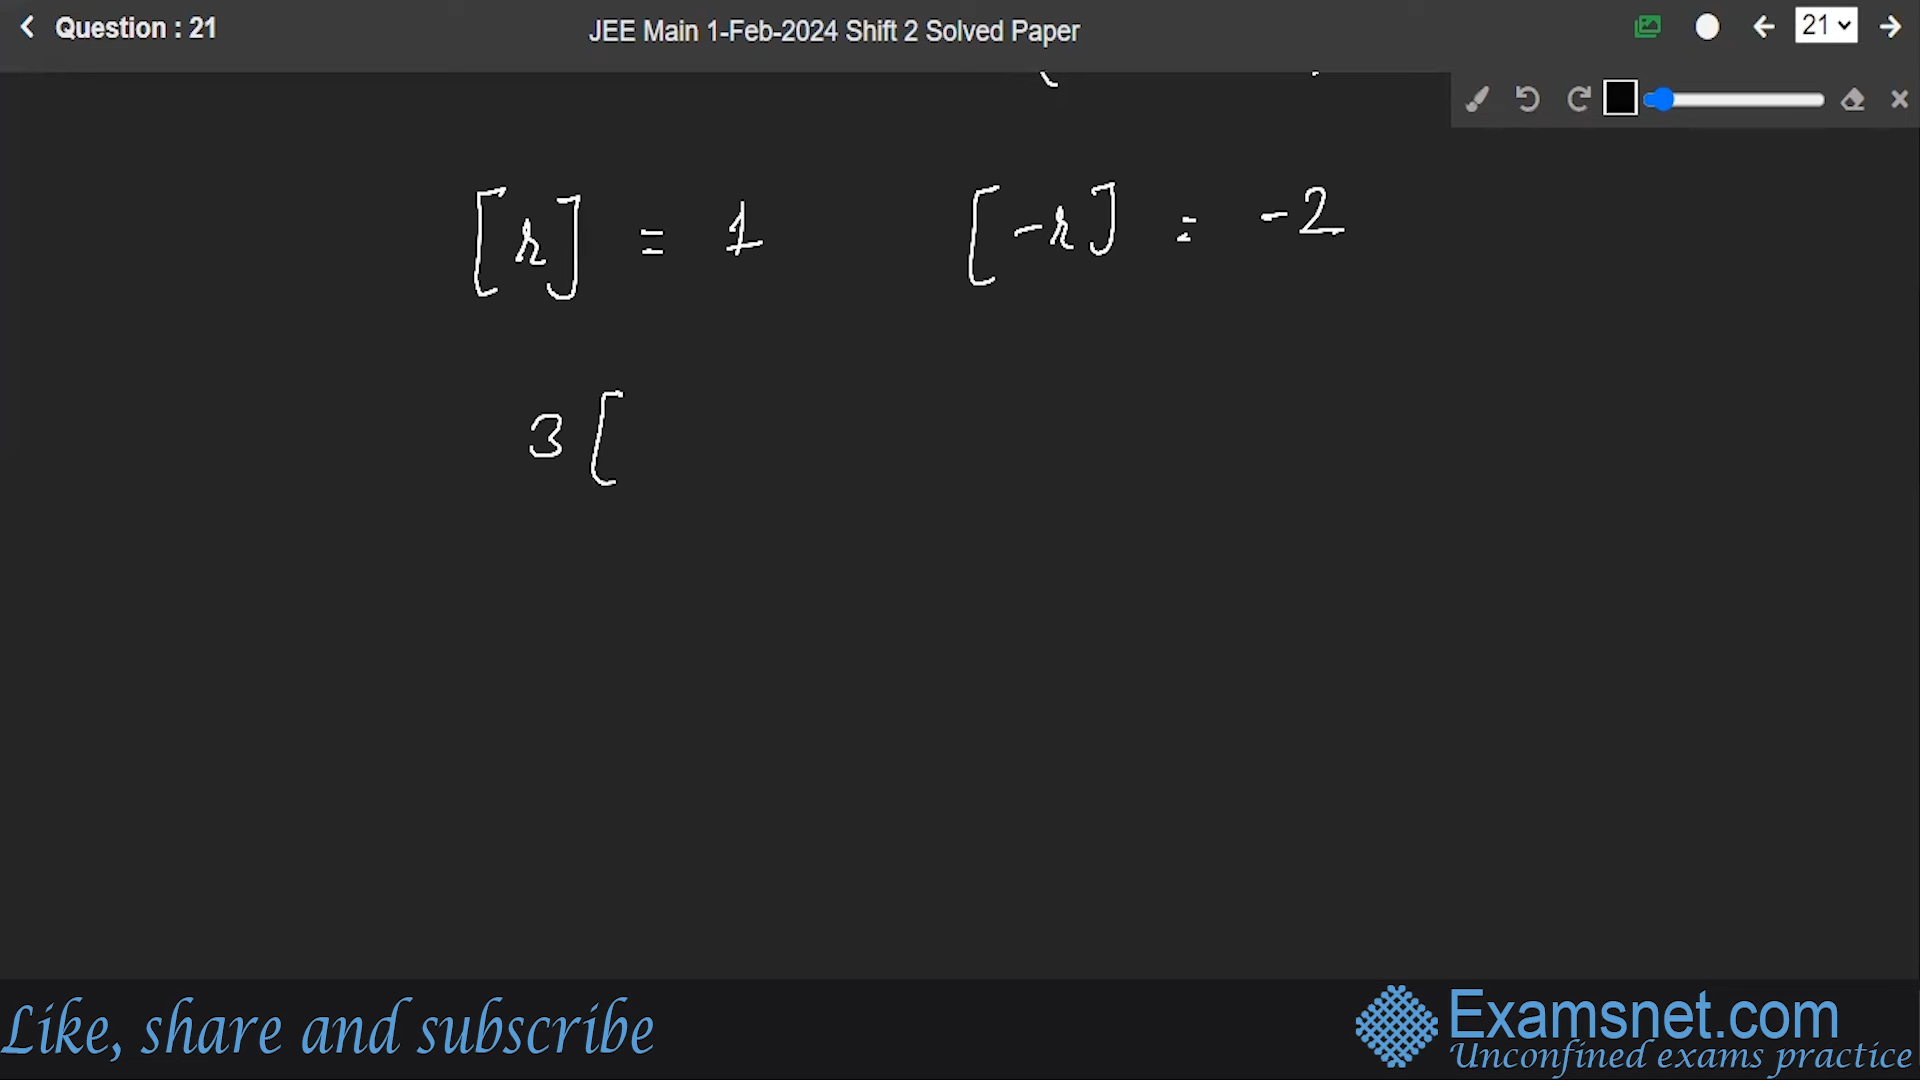 Question : 21
JEE Main 1-Feb-2024 Shift 2 Solved Paper
21
[r] = 1
[-r] = -2
3 [
Like, share and subscribe
Examsnet.com
Unconfined exams practice